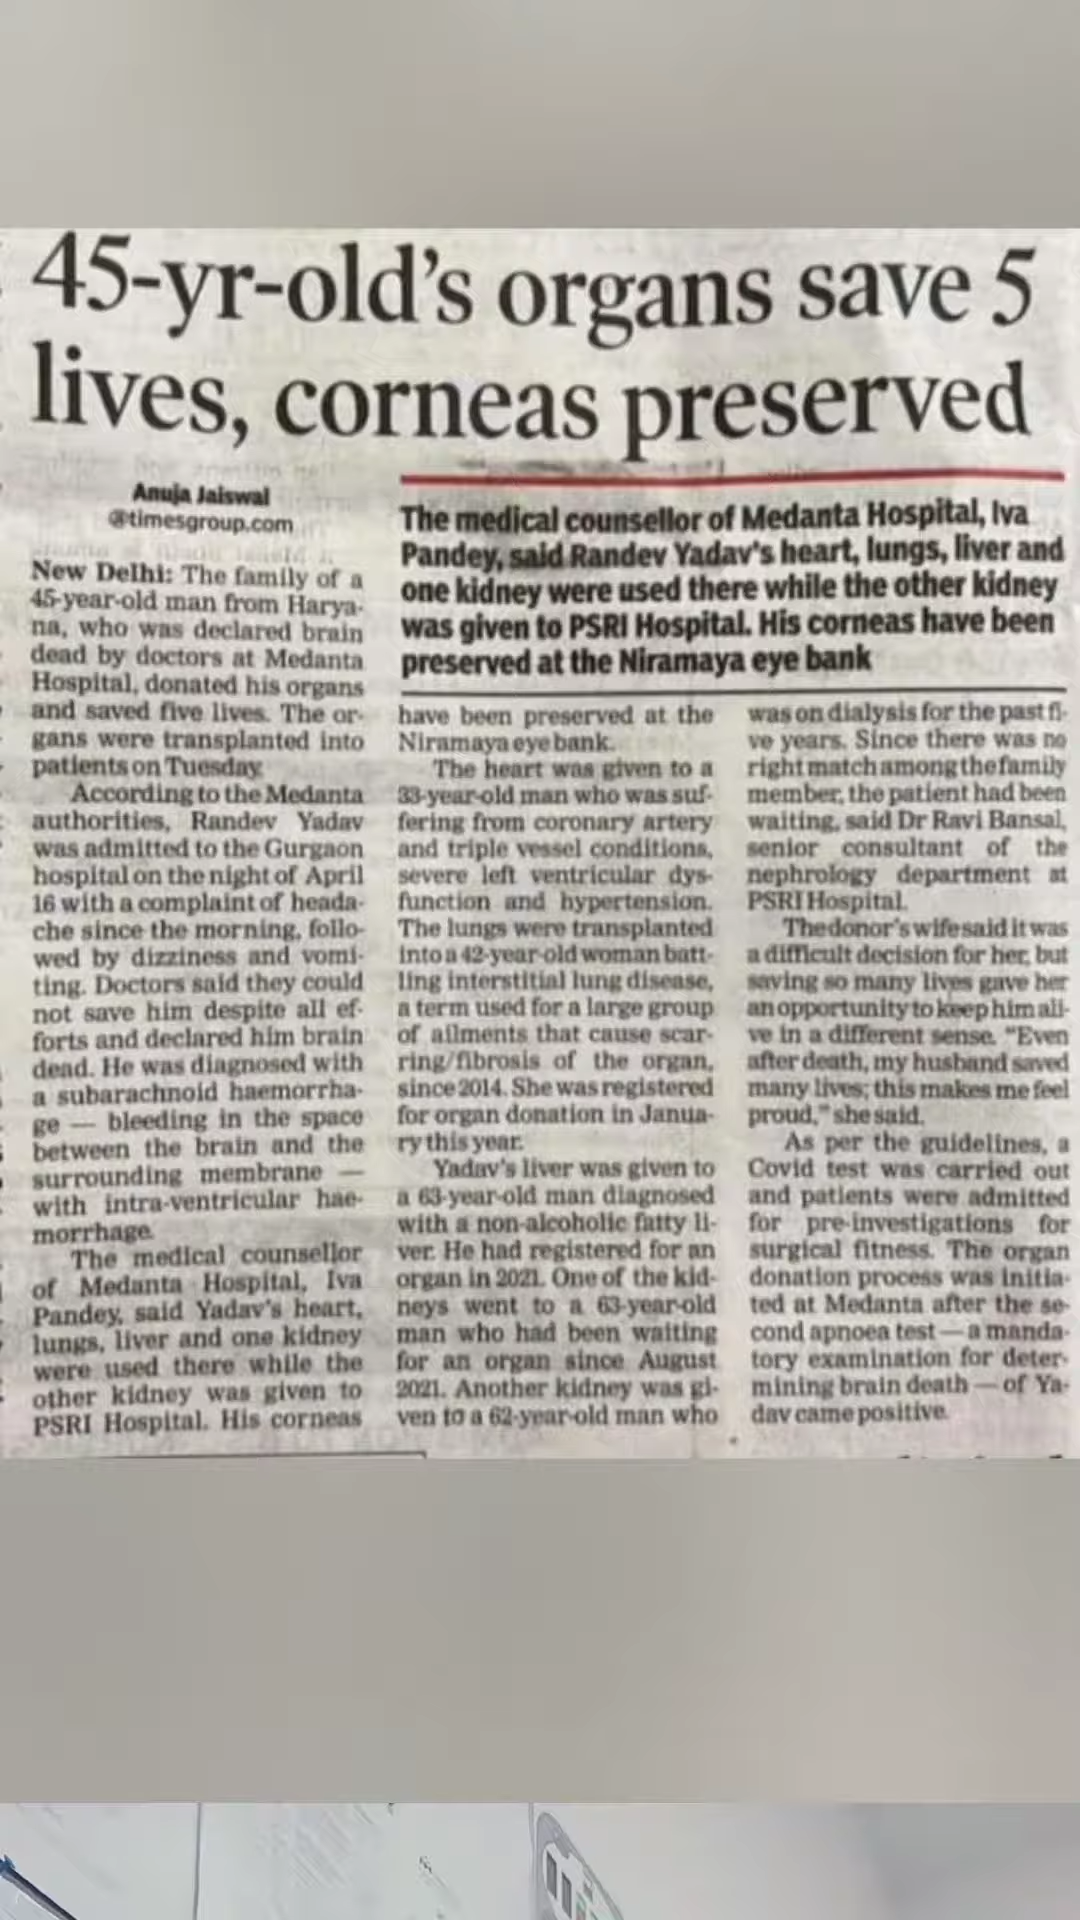 45-yr-old's organs save 5
lives, corneas preserved
Anuja Jaiswal
@timesgroup.com
The medical counsellor of Medanta Hospital, Iva
Pandey, said Randev Yadav's heart, lungs, liver and
one kidney were used there while the other kidney
was given to PSRI Hospital. His corneas have been
preserved at the Niramaya eye bank
New Delhi: The family of a
45-year-old man from Harya-
na, who was declared brain
dead by doctors at Medanta
Hospital, donated his organs
and saved five lives. The or-
gans were transplanted into
patients on Tuesday.
According to the Medanta
authorities, Randev Yadav
was admitted to the Gurgaon
hospital on the night of April
16 with a complaint of heada-
che since the morning, follo-
wed by dizziness and vomi-
ting. Doctors said they could
not save him despite all ef-
forts and declared him brain
dead. He was diagnosed with
a subarachnoid haemorrha-
ge — bleeding in the space
between the brain and the
surrounding membrane —
with intra-ventricular hae-
morrhage.
The medical counsellor
of Medanta Hospital, Iva
Pandey, said Yadav's heart,
lungs, liver and one kidney
were used there while the
other kidney was given to
PSRI Hospital. His corneas
have been preserved at the
Niramaya eye bank.
The heart was given to a
33-year-old man who was suf-
fering from coronary artery
and triple vessel conditions,
severe left ventricular dys-
function and hypertension.
The lungs were transplanted
into a 42-year-old woman batt-
ling interstitial lung disease,
a term used for a large group
of ailments that cause scar-
ring/fibrosis of the organ,
since 2014. She was registered
for organ donation in Janua-
ry this year.
Yadav's liver was given to
a 63-year-old man diagnosed
with a non-alcoholic fatty li-
ver. He had registered for an
organ in 2021. One of the kid-
neys went to a 63-year-old
man who had been waiting
for an organ since August
2021. Another kidney was gi-
ven to a 62-year-old man who
was on dialysis for the past fi-
ve years. Since there was no
right match among the family
member, the patient had been
waiting, said Dr Ravi Bansal,
senior consultant of the
nephrology department at
PSRI Hospital.
The donor's wife said it was
a difficult decision for her, but
saving so many lives gave her
an opportunity to keep him ali-
ve in a different sense. "Even
after death, my husband saved
many lives; this makes me feel
proud," she said.
As per the guidelines, a
Covid test was carried out
and patients were admitted
for pre-investigations for
surgical fitness. The organ
donation process was initia-
ted at Medanta after the se-
cond apnoea test — a manda-
tory examination for deter-
mining brain death — of Ya-
dav came positive.